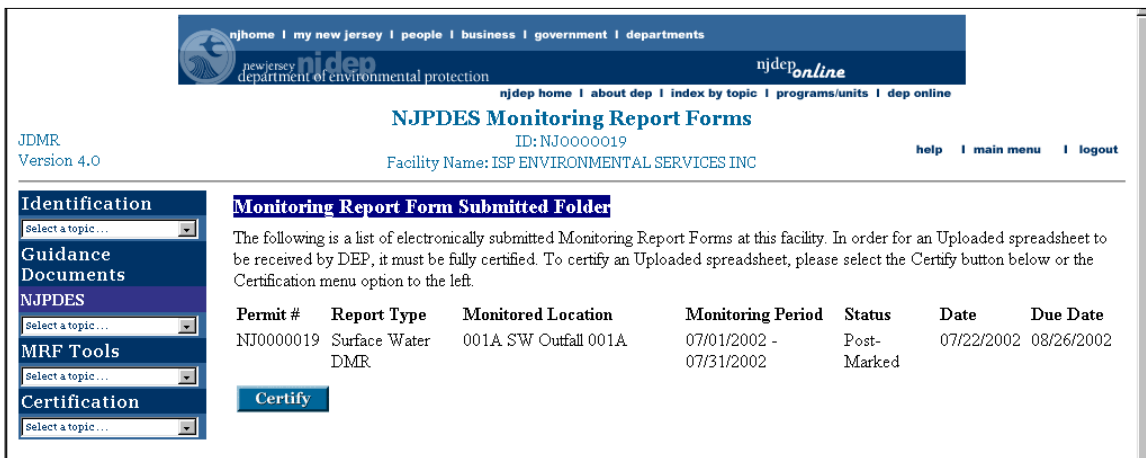 njhome | my new jersey | people | business | government | departments
newjersey njdep
department of environmental protection
njdeponline
njdep home | about dep | index by topic | programs/units | dep online
NJPDES Monitoring Report Forms
JDMR
ID: NJ0000019
Version 4.0
Facility Name: ISP ENVIRONMENTAL SERVICES INC
help | main menu | logout
Identification
Select a topic...
Guidance
Documents
NJPDES
Select a topic...
MRF Tools
Select a topic...
Certification
Select a topic...
Monitoring Report Form Submitted Folder
The following is a list of electronically submitted Monitoring Report Forms at this facility. In order for an Uploaded spreadsheet to
be received by DEP, it must be fully certified. To certify an Uploaded spreadsheet, please select the Certify button below or the
Certification menu option to the left.
Permit # Report Type Monitored Location Monitoring Period Status Date Due Date
NJ0000019 Surface Water 001A SW Outfall 001A 07/01/2002 - Post- 07/22/2002 08/26/2002
DMR 07/31/2002 Marked
Certify